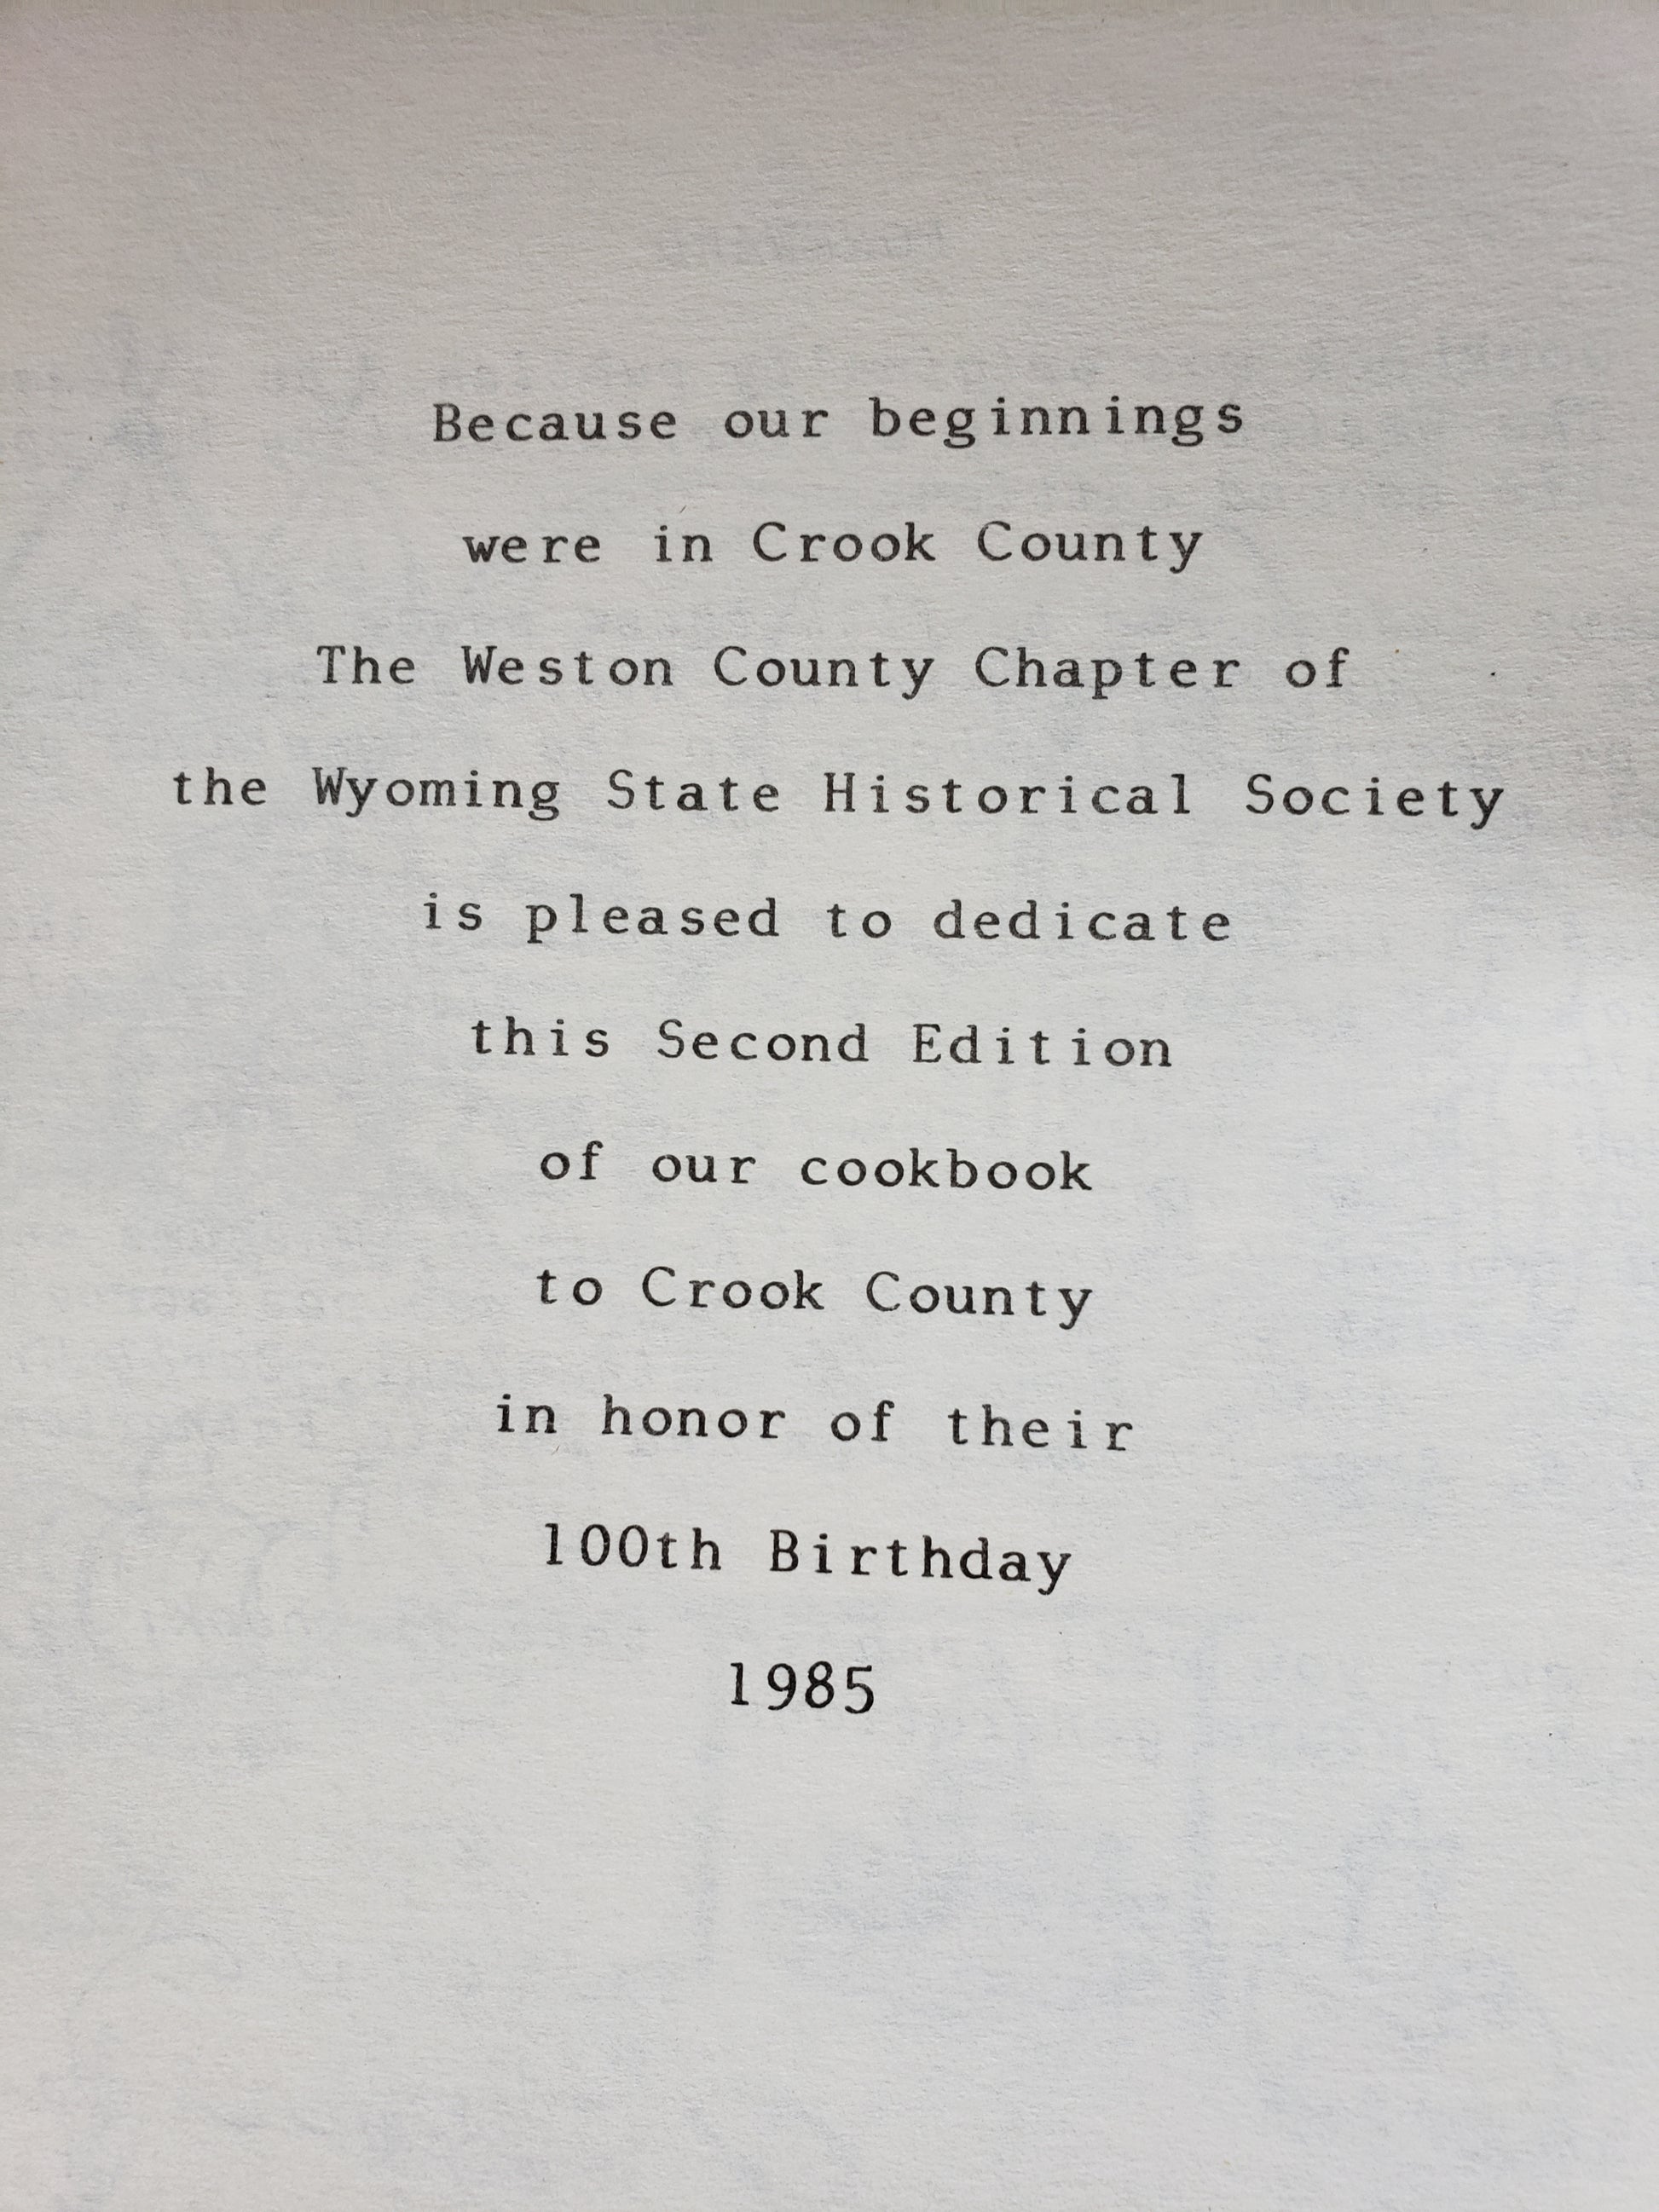 Because our beginnings
were in Crook County
The Weston County Chapter of
the Wyoming State Historical Society
is pleased to dedicate
this Second Edition
of our cookbook
to Crook County
in honor of their
100th Birthday
1985